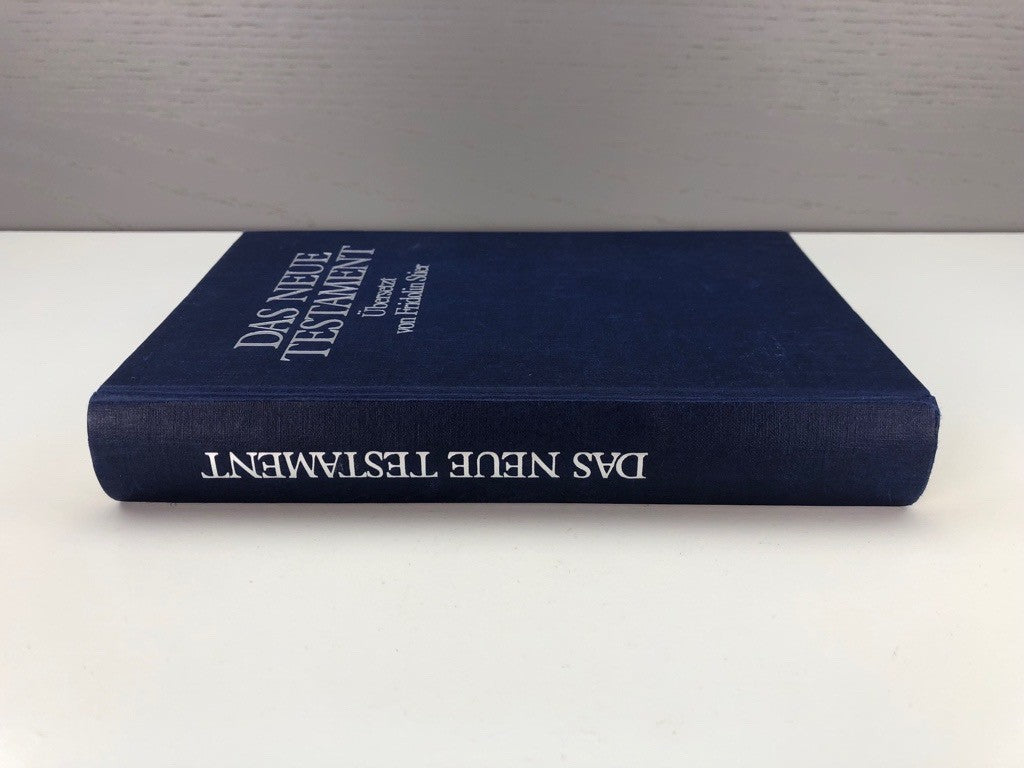 DAS NEUE
TESTAMENT
Übersetzt
von Fridolin Stier
DAS NEUE TESTAMENT